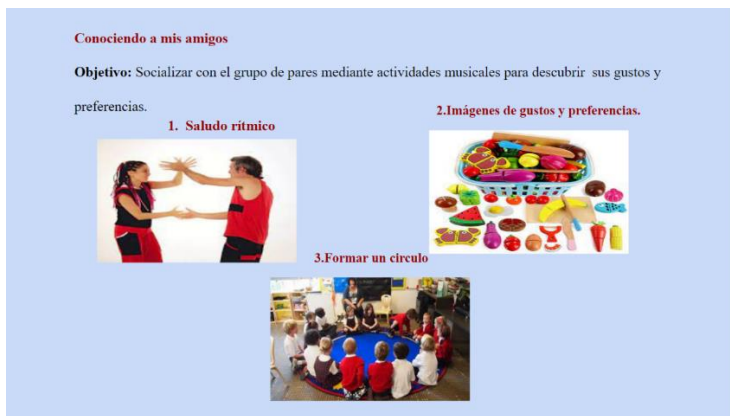 Conociendo a mis amigos
Objetivo: Socializar con el grupo de pares mediante actividades musicales para descubrir sus gustos y
preferencias.
1. Saludo rítmico
2.Imágenes de gustos y preferencias.
3.Formar un circulo